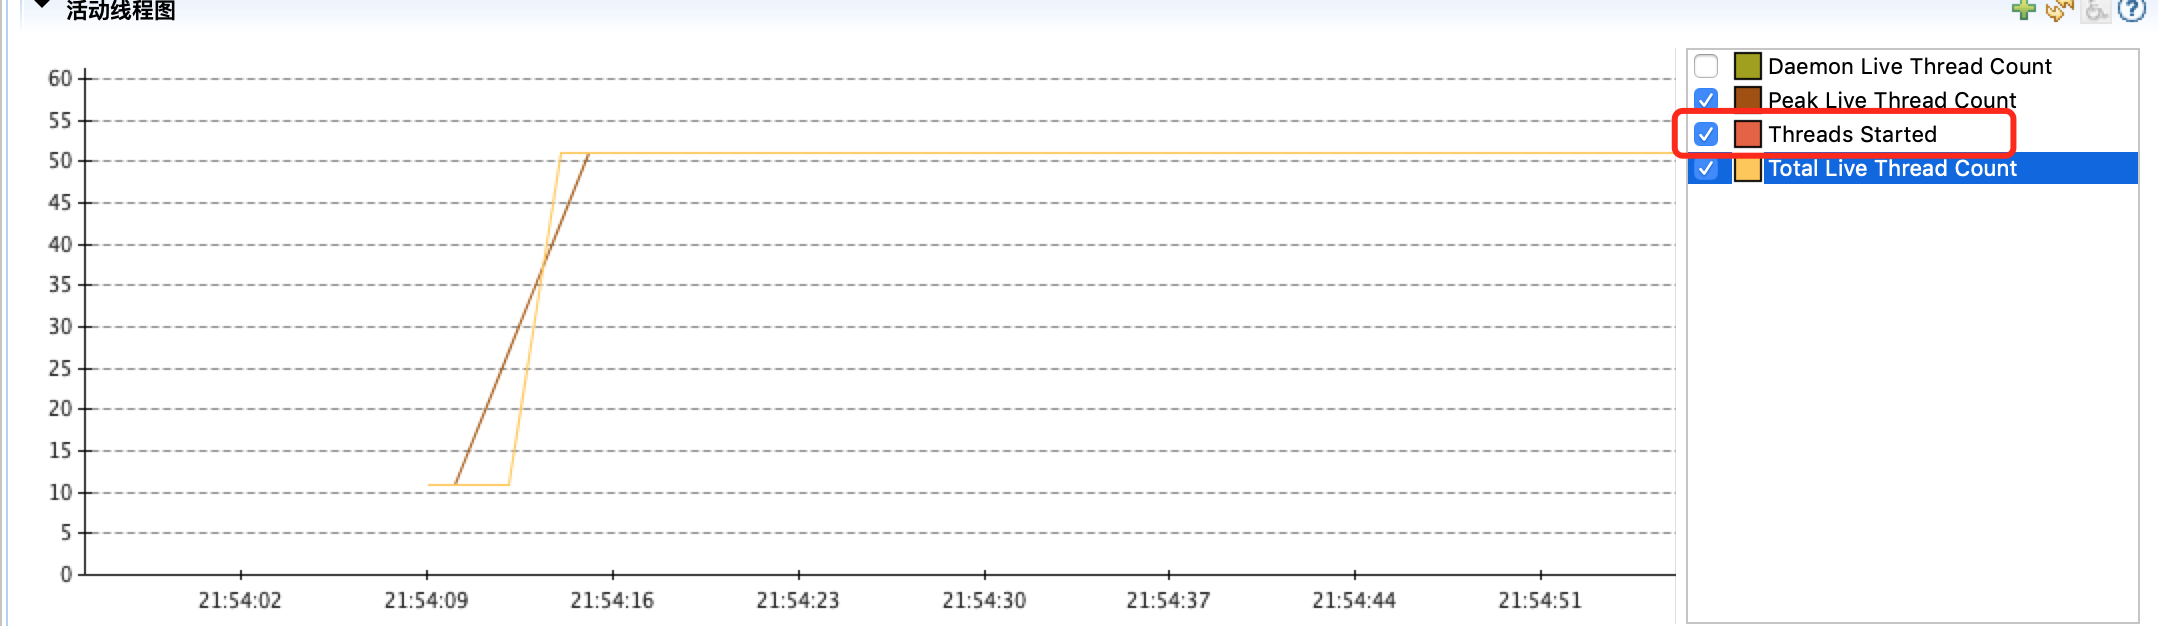 活动线程图
60
55
50
45
40
35
30
25
20
15
10
5
0
21:54:02 21:54:09 21:54:16 21:54:23 21:54:30 21:54:37 21:54:44 21:54:51
Daemon Live Thread Count
Peak Live Thread Count
Threads Started
Total Live Thread Count